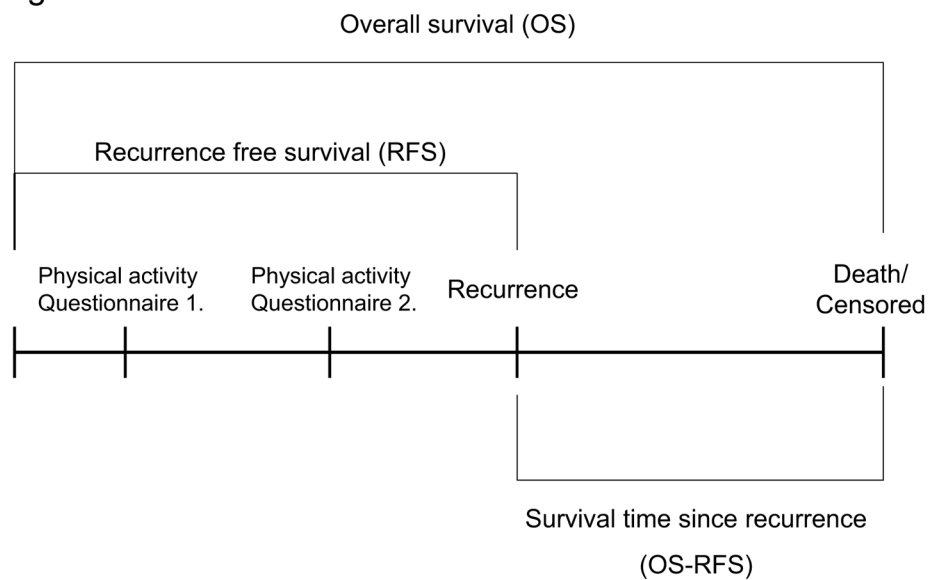 Overall survival (OS)
Recurrence free survival (RFS)
Physical activity
Questionnaire 1.
Physical activity
Questionnaire 2.
Recurrence
Death/
Censored
Survival time since recurrence
(OS-RFS)